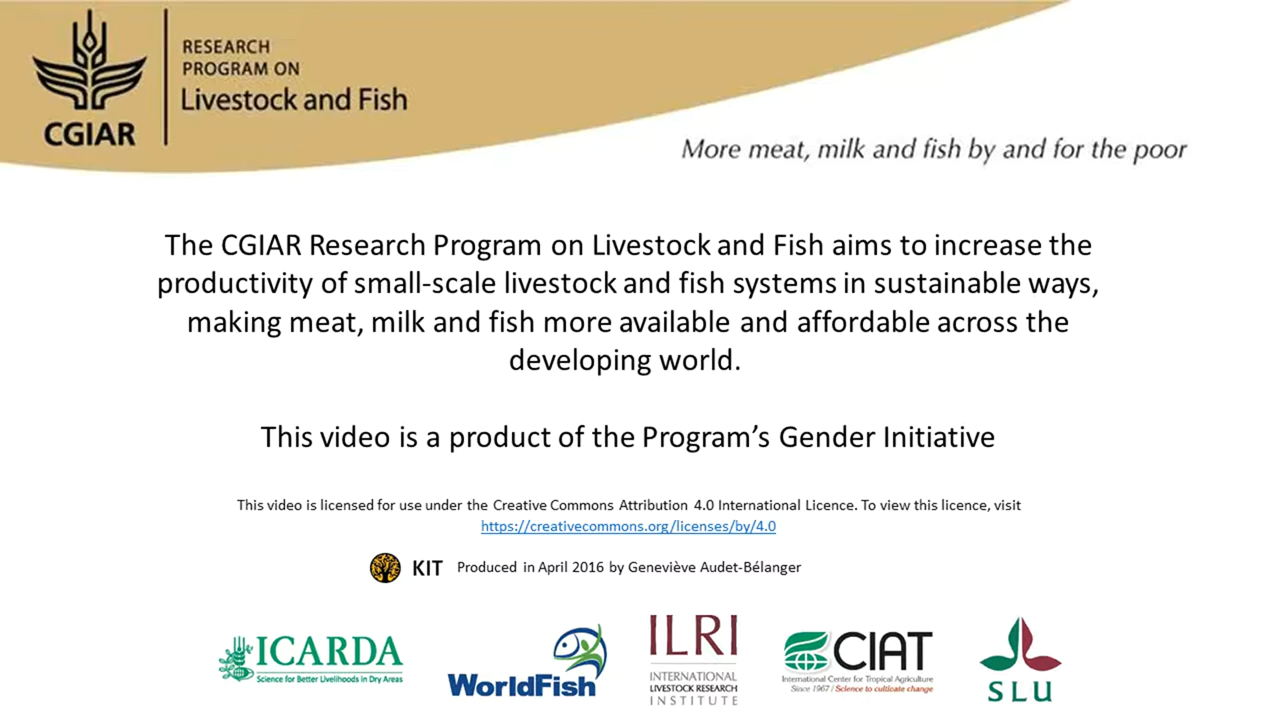 RESEARCH
PROGRAM ON
Livestock and Fish
CGIAR
More meat, milk and fish by and for the poor
The CGIAR Research Program on Livestock and Fish aims to increase the
productivity of small-scale livestock and fish systems in sustainable ways,
making meat, milk and fish more available and affordable across the
developing world.
This video is a product of the Program’s Gender Initiative
This video is licensed for use under the Creative Commons Attribution 4.0 International Licence. To view this licence, visit
https://creativecommons.org/licenses/by/4.0
KIT Produced in April 2016 by Geneviève Audet-Bélanger
ICARDA
Science for Better Livelihoods in Dry Areas
WorldFish
ILRI
INTERNATIONAL
LIVESTOCK RESEARCH
INSTITUTE
CIAT
International Center for Tropical Agriculture
Since 1967 / Science to cultivate change
SLU